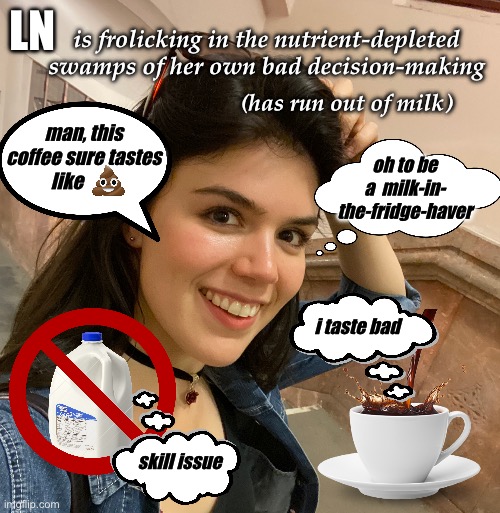 LN is frolicking in the nutrient-depleted
swamps of her own bad decision-making
(has run out of milk)
man, this
coffee sure tastes
like 💩
oh to be
a milk-in-
the-fridge-haver
i taste bad
skill issue
imgflip.com